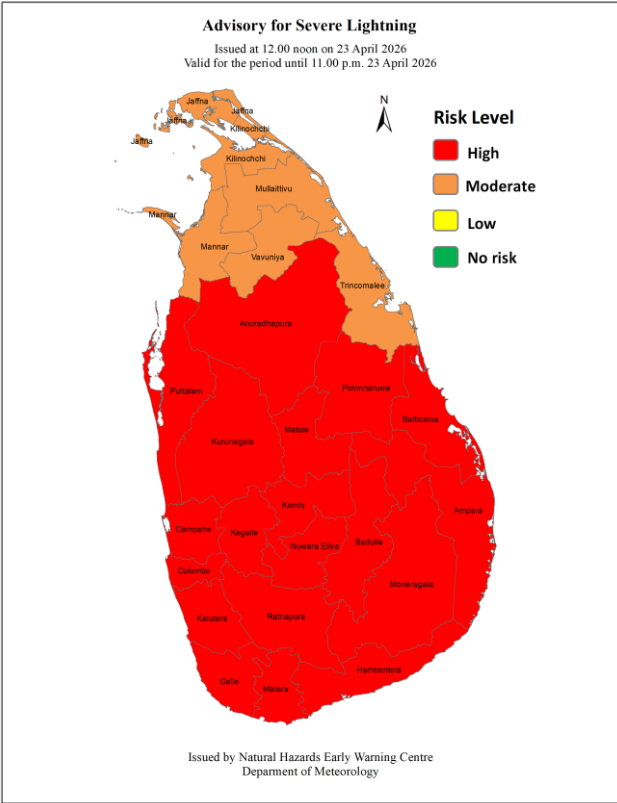 Advisory for Severe Lightning
Issued at 12.00 noon on 23 April 2026
Valid for the period until 11.00 p.m. 23 April 2026
N
Risk Level
High
Moderate
Low
No risk
Jaffna
Jaffna
Jaffna
Kilinochchi
Jaffna
Kilinochchi
Mullaittivu
Mannar
Mannar
Vavuniya
Trincomalee
Anuradhapura
Puttalam
Polonnaruwa
Batticaloa
Matale
Kurunegala
Kandy
Ampara
Gampaha
Kegalle
Nuwara Eliya
Badulla
Colombo
Moneragala
Kalutara
Ratnapura
Hambantota
Galle
Matara
Issued by Natural Hazards Early Warning Centre
Deparment of Meteorology